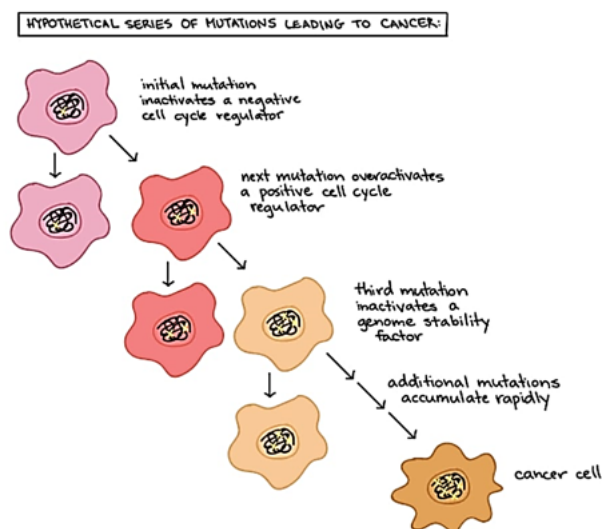 HYPOTHETICAL SERIES OF MUTATIONS LEADING TO CANCER:
initial mutation
inactivates a negative
cell cycle regulator
next mutation overactivates
a positive cell cycle
regulator
third mutation
inactivates a
genome stability
factor
additional mutations
accumulate rapidly
cancer cell